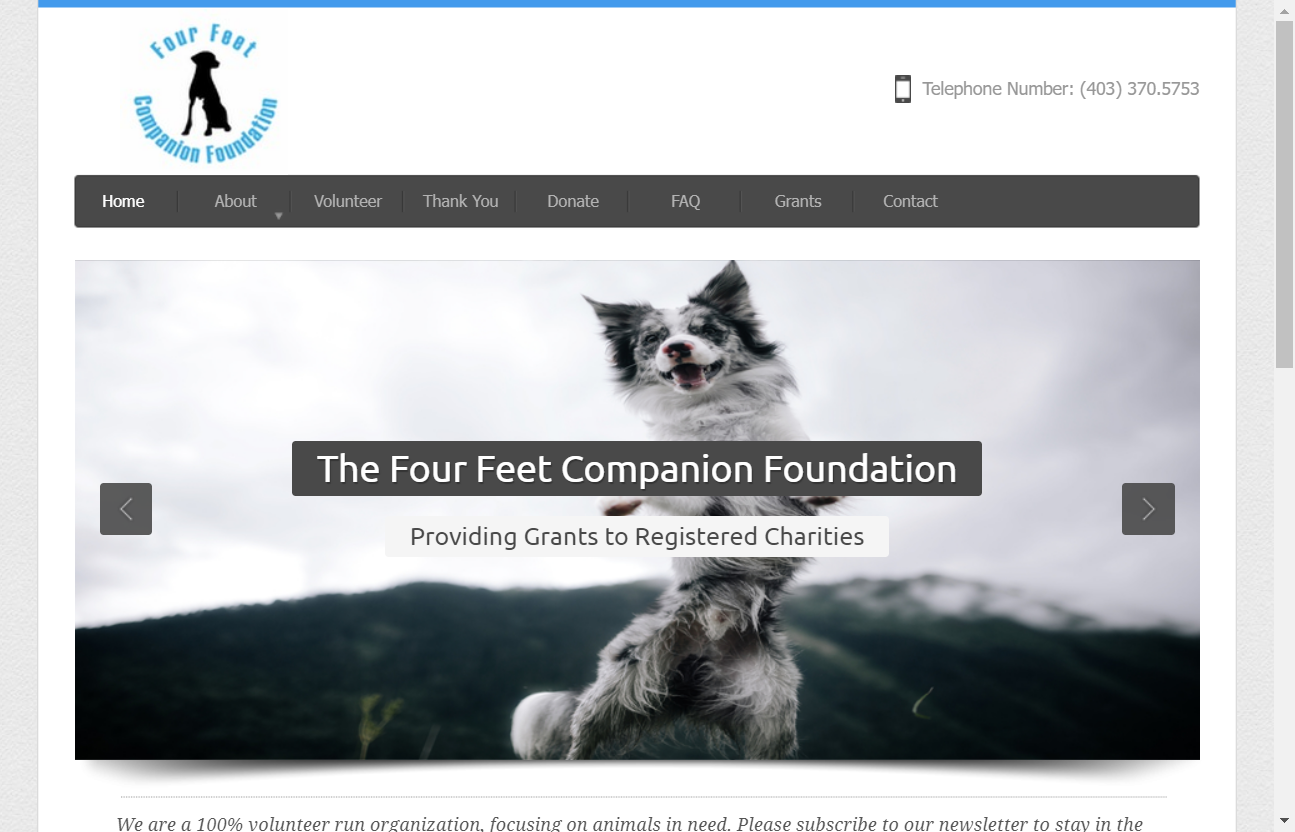 Four Feet
Companion Foundation
Telephone Number: (403) 370.5753
Home
About
Volunteer
Thank You
Donate
FAQ
Grants
Contact
The Four Feet Companion Foundation
Providing Grants to Registered Charities
We are a 100% volunteer run organization, focusing on animals in need. Please subscribe to our newsletter to stay in the